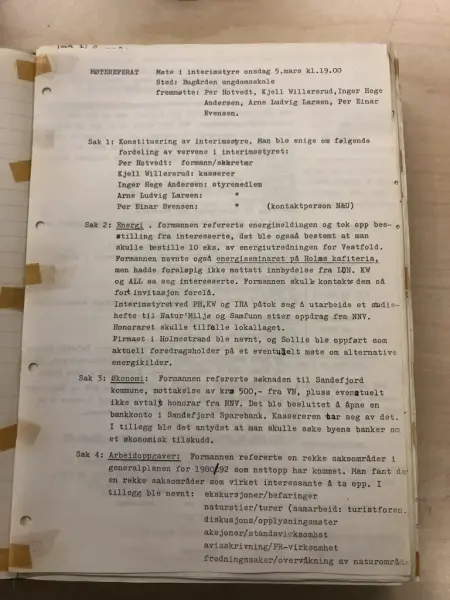 MØTEREFERAT Møte i interimstyre onsdag 5.mars kl.19.00
Sted: Bugården ungdomsskole
fremmøtte: Per Hotvedt, Kjell Willersrud,Inger Hege
Andersen, Arne Ludvig Larsen, Per Einar
Evensen.
Sak 1: Konstituering av interimstyre. Man ble enige om følgende
fordeling av vervene i interimstyret:
Per Hotvedt: formann/sekretær
Kjell Willersrud: kasserer
Inger Hege Andersen: styremedlem
Arne Ludvig Larsen: "
Per Einar Evensen: " (kontaktperson NAU)
Sak 2: Energi . formannen refererte energimeldingen og tok opp bes-
stilling fra interesserte, det ble også bestemt at man
skulle bestille 10 eks. av energiutredningen for Vestfold.
Formannen nevnte også energiseminaret på Holms kafiteria,
men hadde foreløpig ikke mottatt innbydelse fra LUN. KW
og ALL sa seg interesserte. Formannen skulle kontakte dem så
fort invitasjon forelå.
Interimstyret ved PH,KW og IHA påtok seg å utarbeide et studie-
hefte til Natur'Miljø og Samfunn etter oppdrag fra NNV.
Honoraret skulle tilfalle lokallaget.
Firmaet i Holmestrand ble nevnt, og Sollie ble oppført som
aktuell foredragsholder på et eventuelt møte om alternative
energikilder.
Sak 3: Økonomi: Formannen refererte søknaden til Sandefjord
kommune, mottakelse av kr 500,- fra VN, pluss eventuelt
ikke avtalt honorar fra NNV. Det ble besluttet å åpne en
bankkonto i Sandefjord Sparebank. Kassereren tar seg av det.
I tillegg ble det antydet at man skulle søke byens banker om
et økonomisk tilskudd.
Sak 4: Arbeidoppgaver: Formannen refererte en rekke saksområder i
generalplanen for 1980/92 som nettopp har kommet. Man fant de
en rekke saksområder som virket interessante å ta opp. I
tillegg ble nevnt: ekskursjoner/befaringer
naturstier/turer (samarbeid: turistforen.
diskusjons/opplysningsmøter
aksjoner/standsvirksomhet
avisskrivning/PR-virksomhet
fredningssaker/overvåkning av naturområde